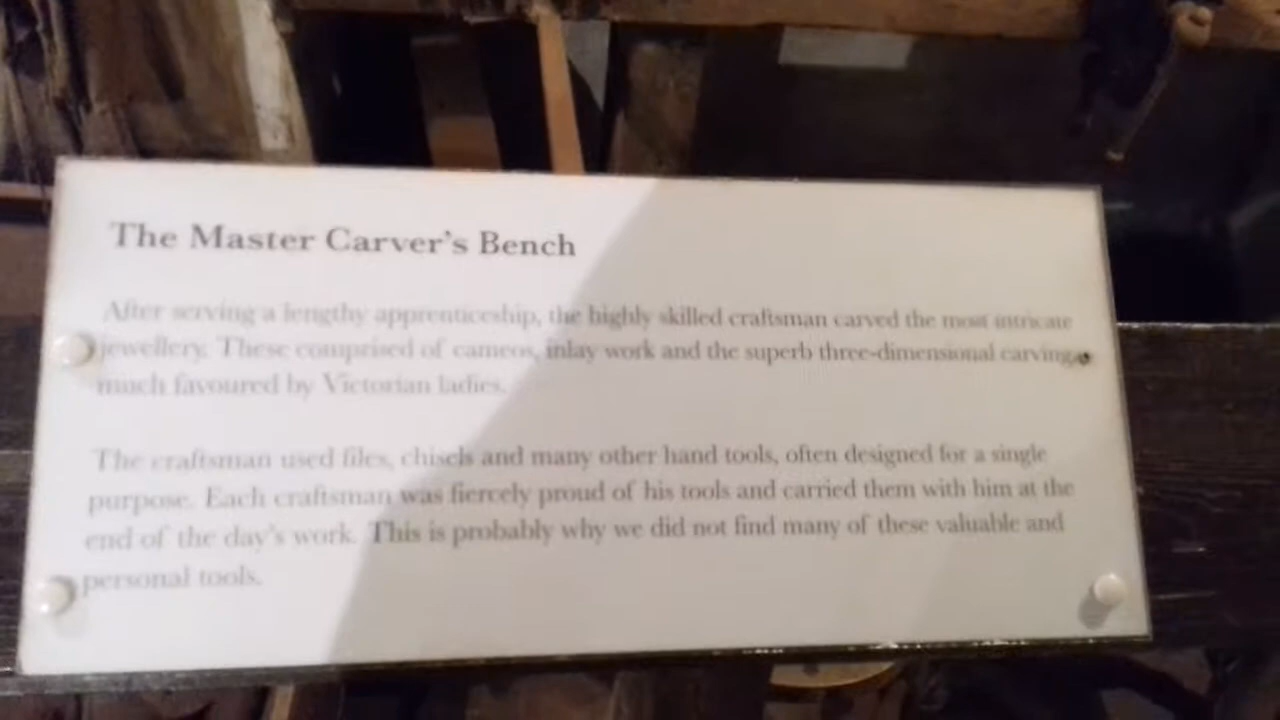 The Master Carver's Bench
After serving a lengthy apprenticeship, the highly skilled craftsman carved the most intricate
jewellery. These comprised of cameos, inlay work and the superb three-dimensional carvings
much favoured by Victorian ladies.
The craftsman used files, chisels and many other hand tools, often designed for a single
purpose. Each craftsman was fiercely proud of his tools and carried them with him at the
end of the day's work. This is probably why we did not find many of these valuable and
personal tools.